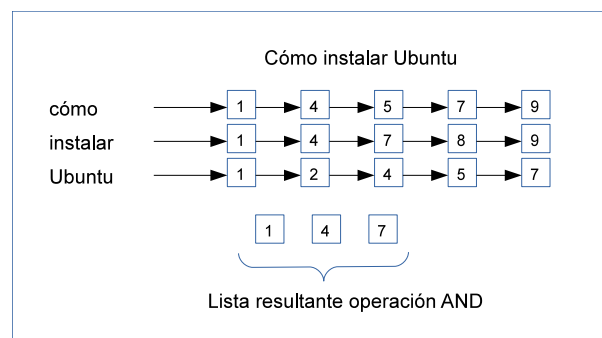 Cómo instalar Ubuntu
cómo 1 4 5 7 9
instalar 1 4 7 8 9
Ubuntu 1 2 4 5 7
1 4 7
Lista resultante operación AND